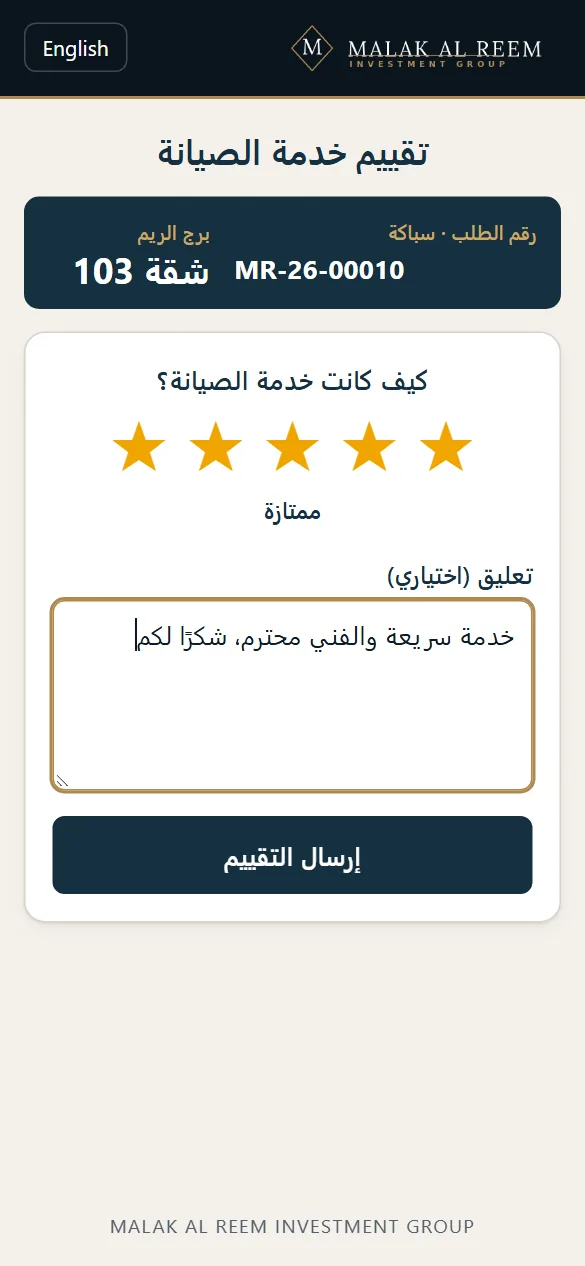 English
MALAK AL REEM
INVESTMENT GROUP
تقييم خدمة الصيانة
رقم الطلب · سباكة
MR-26-00010
برج الريم
شقة 103
كيف كانت خدمة الصيانة؟
ممتازة
تعليق (اختياري)
خدمة سريعة والفني محترم، شكرًا لكم
إرسال التقييم
MALAK AL REEM INVESTMENT GROUP